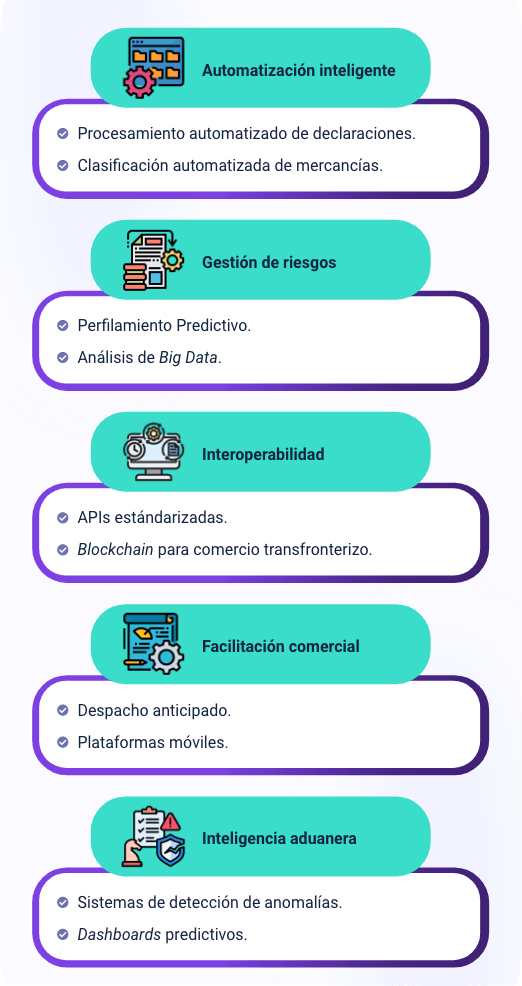 Automatización inteligente
Procesamiento automatizado de declaraciones.
Clasificación automatizada de mercancías.
Gestión de riesgos
Perfilamiento Predictivo.
Análisis de Big Data.
Interoperabilidad
APIs estándarizadas.
Blockchain para comercio transfronterizo.
Facilitación comercial
Despacho anticipado.
Plataformas móviles.
Inteligencia aduanera
Sistemas de detección de anomalías.
Dashboards predictivos.